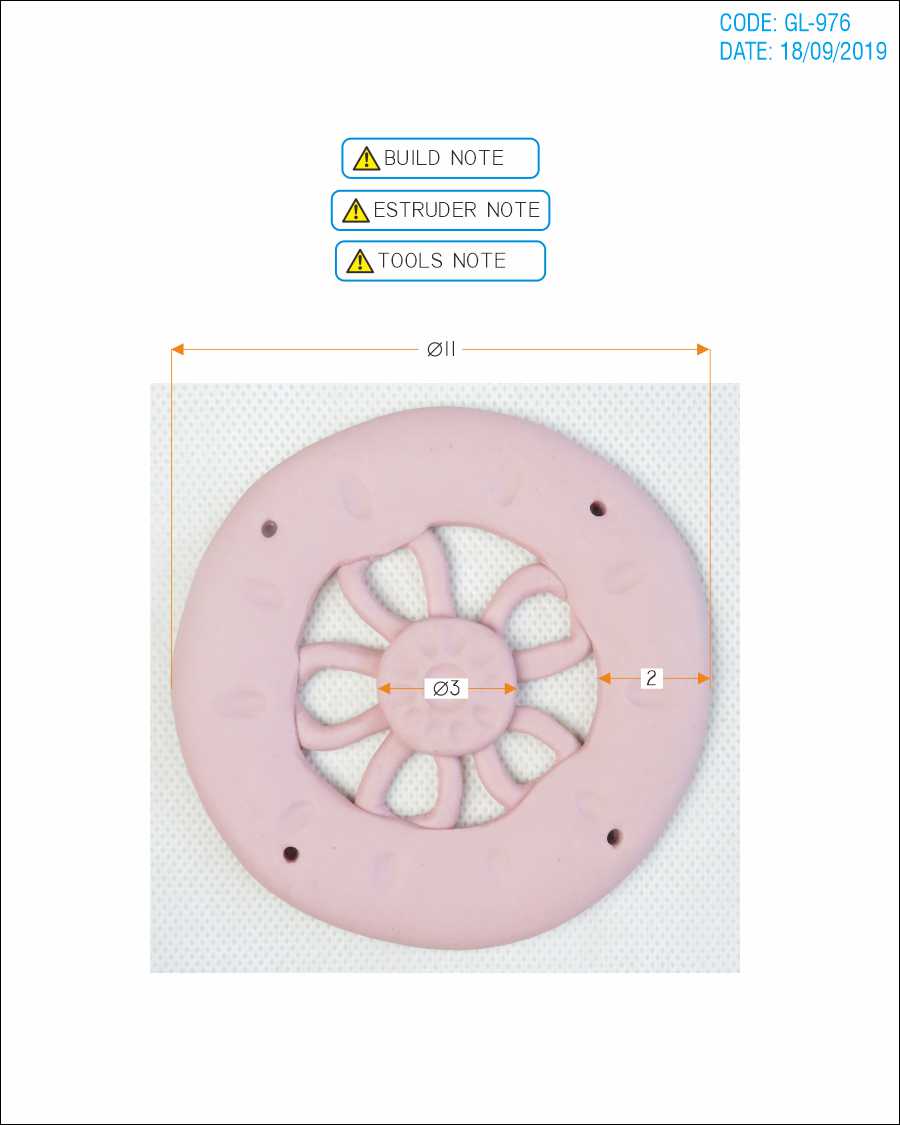 CODE: GL-976
DATE: 18/09/2019
BUILD NOTE
ESTRUDER NOTE
TOOLS NOTE
Ø11
Ø3
2